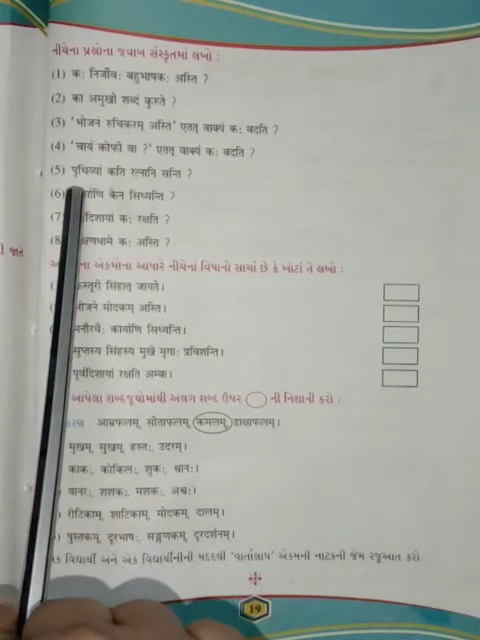 નીચેના પ્રશ્નોના જવાબ સંસ્કૃતમાં લખો :
(1) कः निर्जीवः बहुभाषकः अस्ति ?
(2) का अमुखी शब्दं कुरुते ?
(3) 'भोजनं रुचिकरम् अस्ति' एतत् वाक्यं कः वदति ?
(4) 'चायं कोफी वा ?' एतत् वाक्यं कः वदति ?
(5) पृथिव्यां कति रत्नानि सन्ति ?
(6) केन सिध्यन्ति ?
(7) कः रक्षति ?
(8 कः अस्ति ?
એકમોના આધારે નીચેનાં વિધાનો સાચાં છે કે ખોટાં તે લખો :
જાતે
कस्तूरी सिंहात् जायते।
भोजने मोदकम् अस्ति।
मनोरथैः कार्याणि सिध्यन्ति।
सुप्तस्य सिंहस्य मुखे मृगाः प्रविशन्ति।
पूर्वदिशायां रक्षति अम्बा।
આપેલા શબ્દજૂથોમાંથી અલગ શબ્દ ઉપર ની નિશાની કરો :
आम्रफलम्, सीताफलम्, कमलम्, द्राक्षाफलम्।
मुखम्, सुखम्, हस्तः, उदरम्।
काकः, कोकिलः, शुकः, श्वानः।
वानरः, शशकः, मशकः, अश्वः।
रोटिकाम्, शाटिकाम्, मोदकम्, दालम्।
पुस्तकम्, दूरभाषः, सङ्गणकम्, दूरदर्शनम्।
વિદ્યાર્થી અને એક વિદ્યાર્થીનીની મદદથી 'વાર્તાલાપ' એકમની નાટકની જેમ રજૂઆત કરો.
19